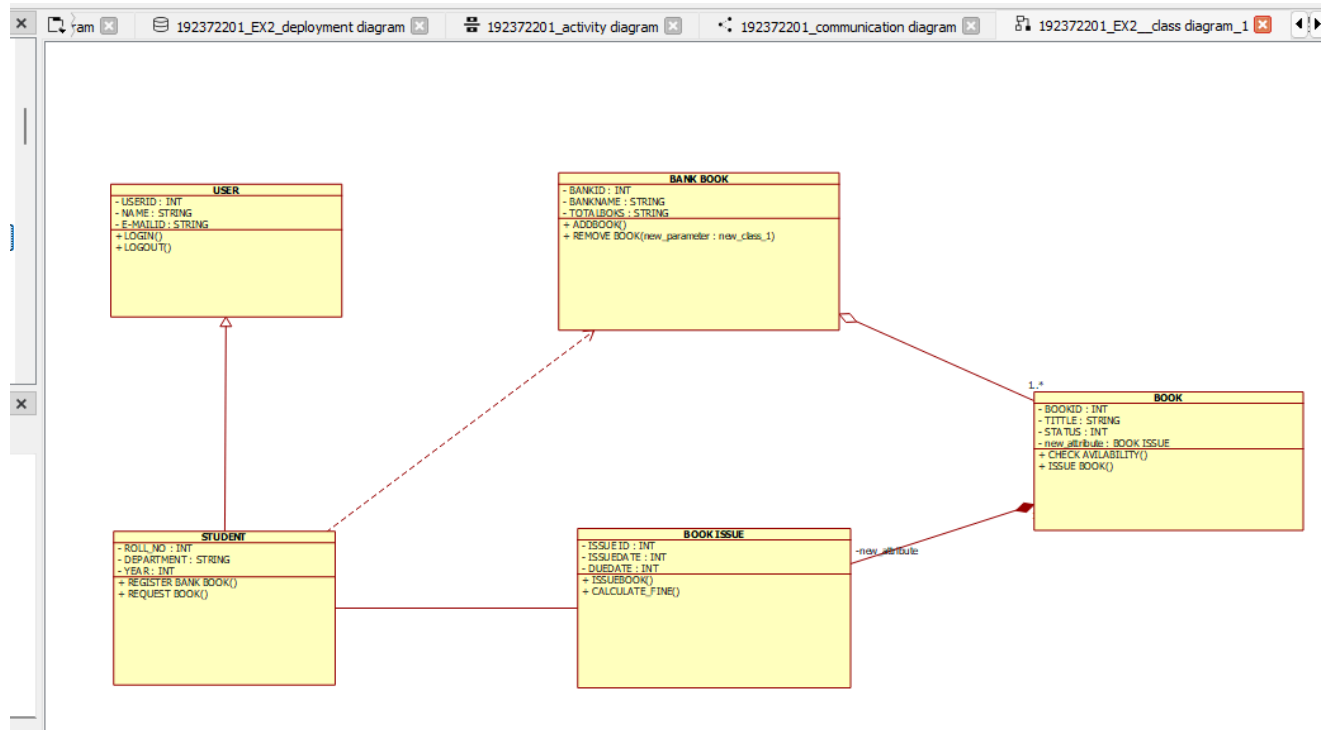 ram
192372201_EX2_deployment diagram
192372201_activity diagram
192372201_communication diagram
192372201_EX2__class diagram_1
USER
- USERID : INT
- NAME : STRING
- E-MAILID : STRING
+ LOGIN()
+ LOGOUT()
BANK BOOK
- BANKID : INT
- BANKNAME : STRING
- TOTALBOKS : STRING
+ ADDBOOK()
+ REMOVE BOOK(new_parameter : new_class_1)
1..*
BOOK
- BOOKID : INT
- TITTLE : STRING
- STATUS : INT
- new_attribute : BOOK ISSUE
+ CHECK AVILABILITY()
+ ISSUE BOOK()
STUDENT
- ROLL_NO : INT
- DEPARTMENT : STRING
- YEAR : INT
+ REGISTER BANK BOOK()
+ REQUEST BOOK()
BOOK ISSUE
- ISSUE ID : INT
- ISSUEDATE : INT
- DUEDATE : INT
+ ISSUEBOOK()
+ CALCULATE_FINE()
-new_attribute